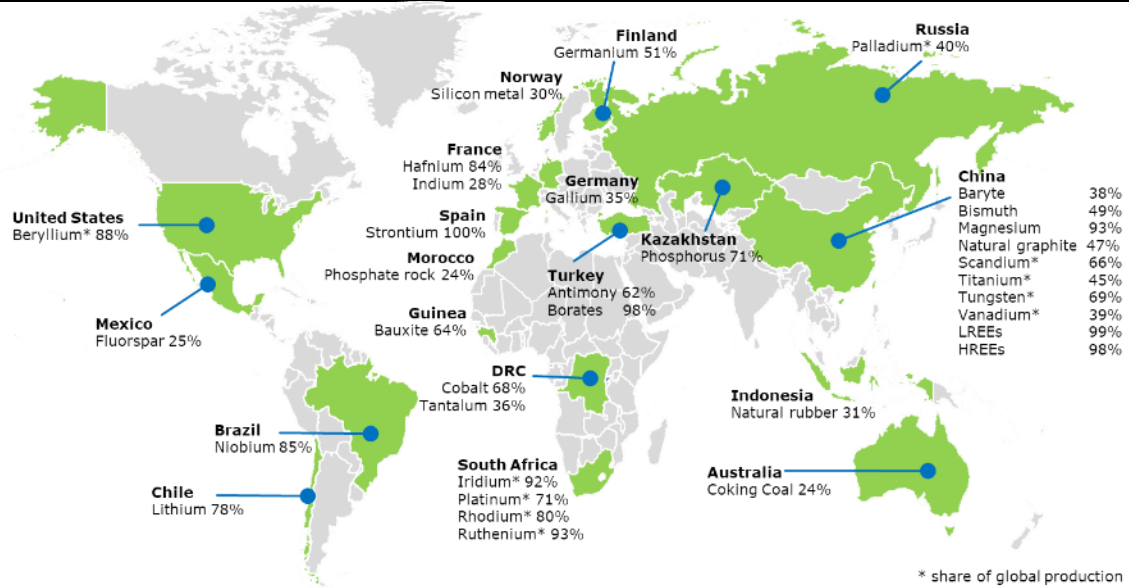 Finland
Germanium 51%
Russia
Palladium* 40%
Norway
Silicon metal 30%
France
Hafnium 84%
Indium 28%
Germany
Gallium 35%
China
Baryte 38%
Bismuth 49%
Magnesium 93%
Natural graphite 47%
Scandium* 66%
Titanium* 45%
Tungsten* 69%
Vanadium* 39%
LREEs 99%
HREEs 98%
United States
Beryllium* 88%
Spain
Strontium 100%
Kazakhstan
Phosphorus 71%
Morocco
Phosphate rock 24%
Turkey
Antimony 62%
Borates 98%
Mexico
Fluorspar 25%
Guinea
Bauxite 64%
DRC
Cobalt 68%
Tantalum 36%
Indonesia
Natural rubber 31%
Brazil
Niobium 85%
South Africa
Iridium* 92%
Platinum* 71%
Rhodium* 80%
Ruthenium* 93%
Australia
Coking Coal 24%
Chile
Lithium 78%
* share of global production